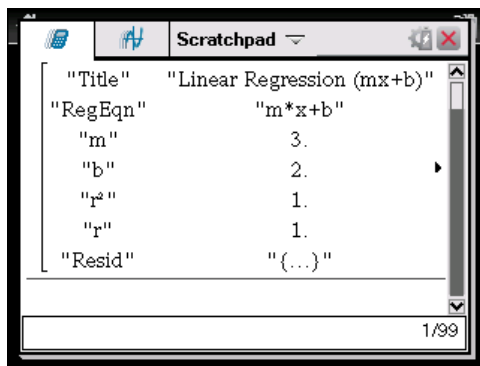 Scratchpad
"Title" "Linear Regression (mx+b)"
"RegEqn" "m*x+b"
"m" 3.
"b" 2.
"r²" 1.
"r" 1.
"Resid" "{...}"
1/99